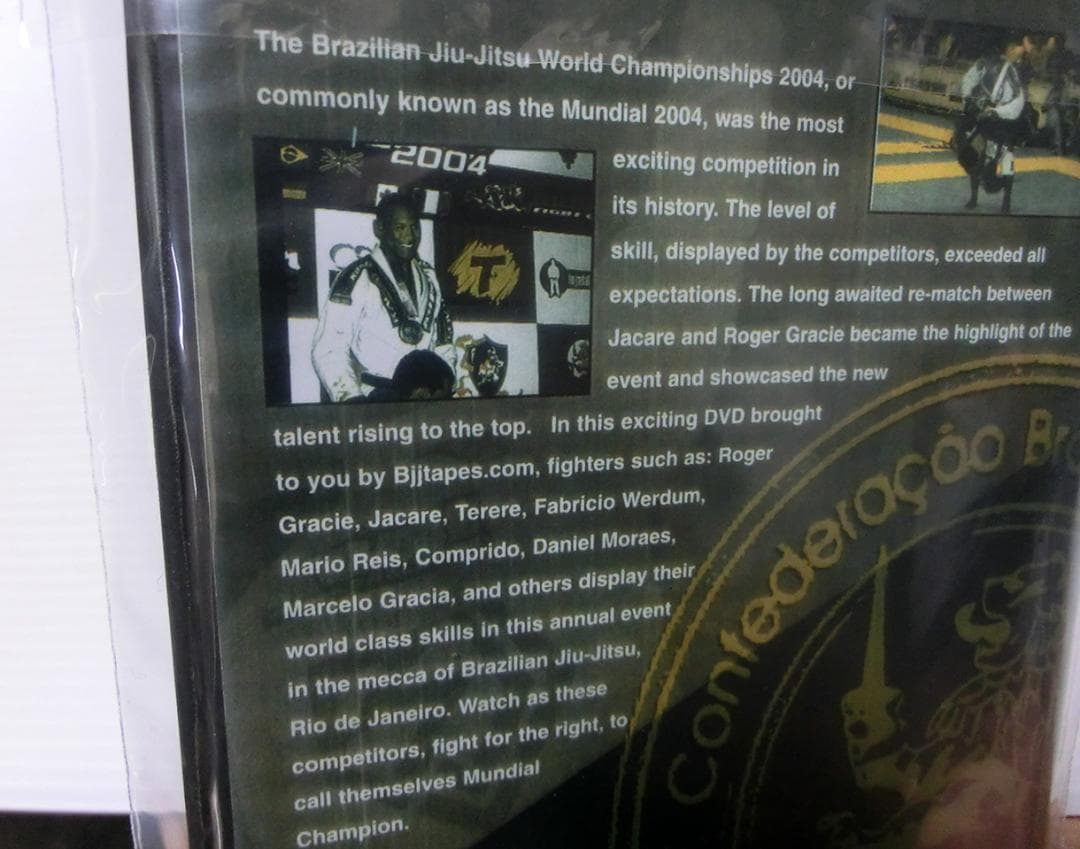 The Brazilian Jiu-Jitsu World Championships 2004, or
commonly known as the Mundial 2004, was the most
exciting competition in
its history. The level of
skill, displayed by the competitors, exceeded all
expectations. The long awaited re-match between
Jacare and Roger Gracie became the highlight of the
event and showcased the new
talent rising to the top. In this exciting DVD brought
to you by Bjjtapes.com, fighters such as: Roger
Gracie, Jacare, Terere, Fabricio Werdum,
Mario Reis, Comprido, Daniel Moraes,
Marcelo Gracia, and others display their
world class skills in this annual event
in the mecca of Brazilian Jiu-Jitsu,
Rio de Janeiro. Watch as these
competitors, fight for the right, to
call themselves Mundial
Champion.
2004
T
Confederação Bra